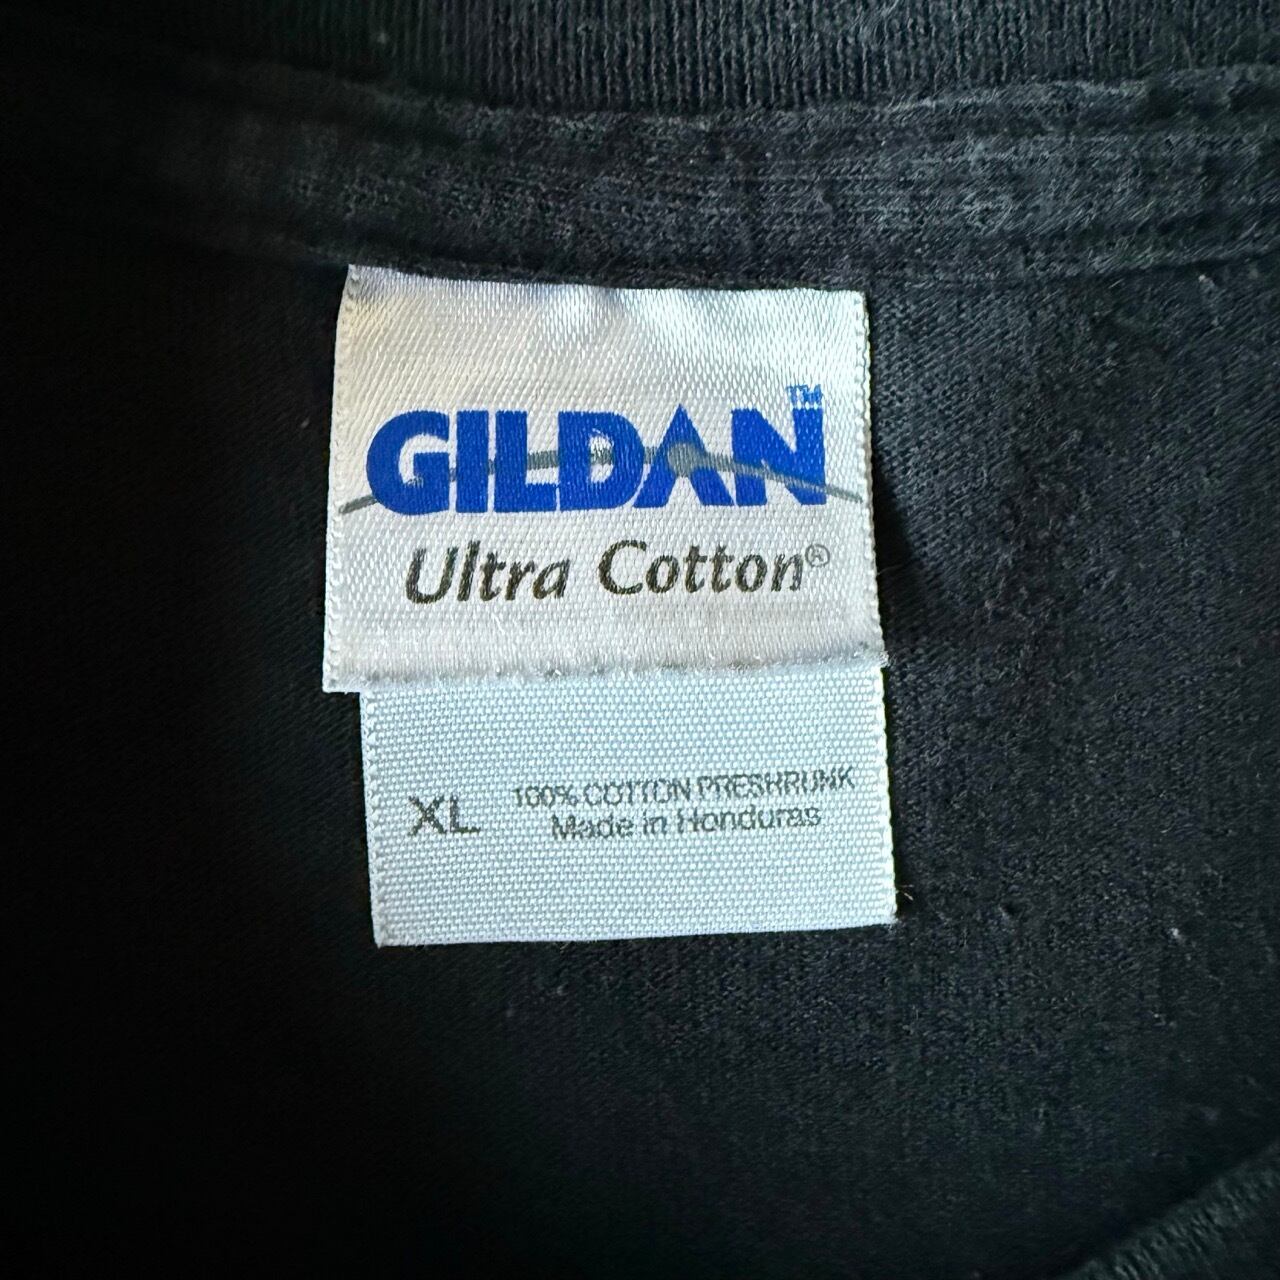 GILDAN™
Ultra Cotton®
XL
100% COTTON PRESHRUNK
Made in Honduras